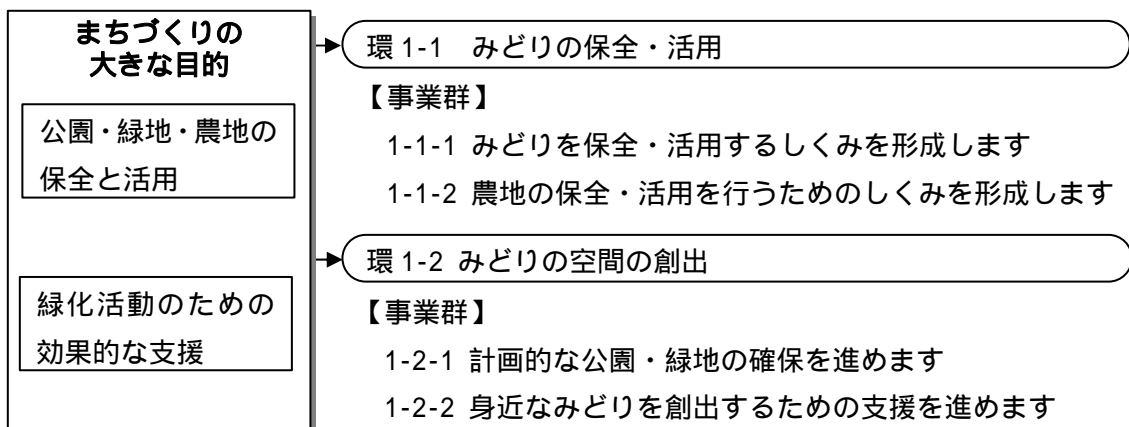 まちづくりの
大きな目的
公園・緑地・農地の
保全と活用
緑化活動のための
効果的な支援
環 1-1 みどりの保全・活用
【事業群】
1-1-1 みどりを保全・活用するしくみを形成します
1-1-2 農地の保全・活用を行うためのしくみを形成します
環 1-2 みどりの空間の創出
【事業群】
1-2-1 計画的な公園・緑地の確保を進めます
1-2-2 身近なみどりを創出するための支援を進めます